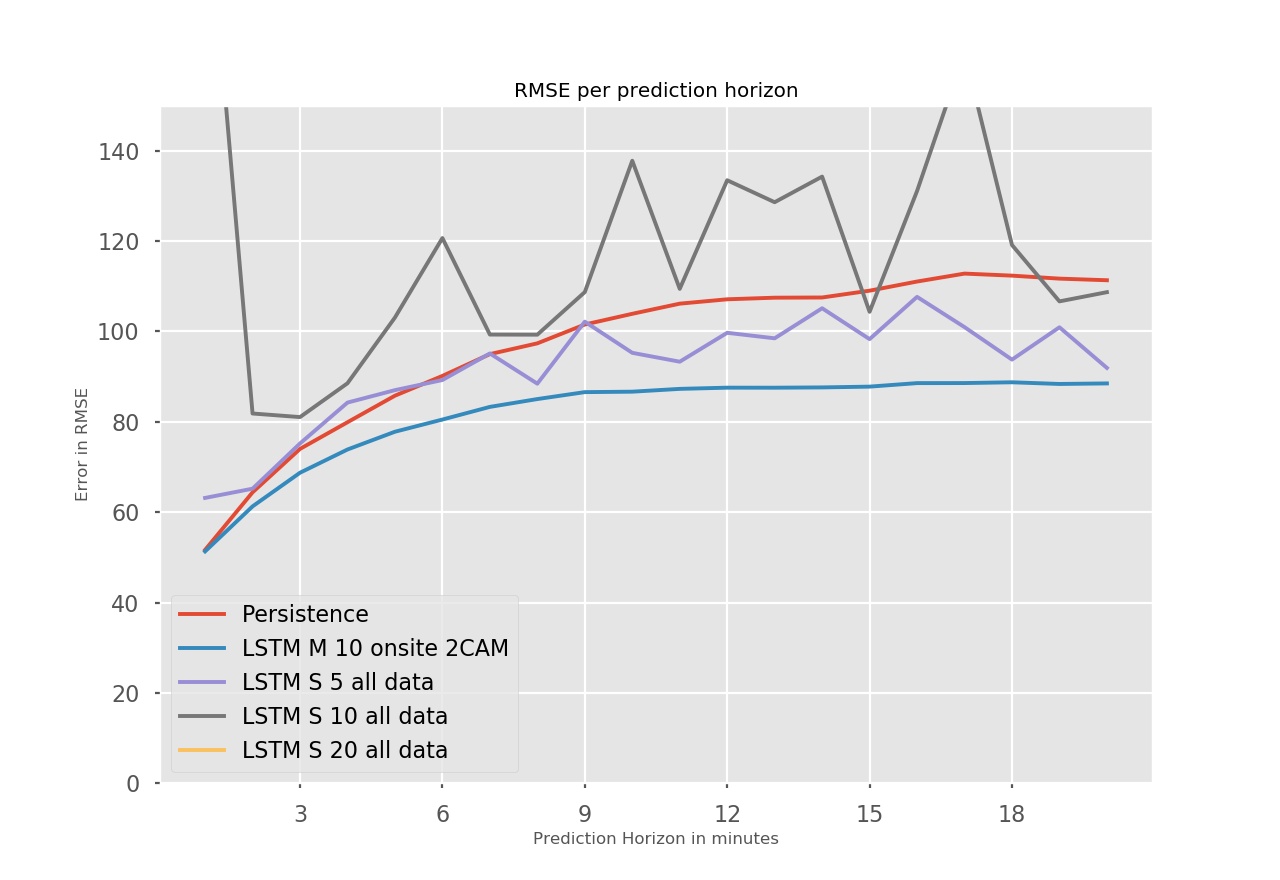 RMSE per prediction horizon
140
120
100
80
60
40
20
0
Error in RMSE
Persistence
LSTM M 10 onsite 2CAM
LSTM S 5 all data
LSTM S 10 all data
LSTM S 20 all data
3 6 9 12 15 18
Prediction Horizon in minutes